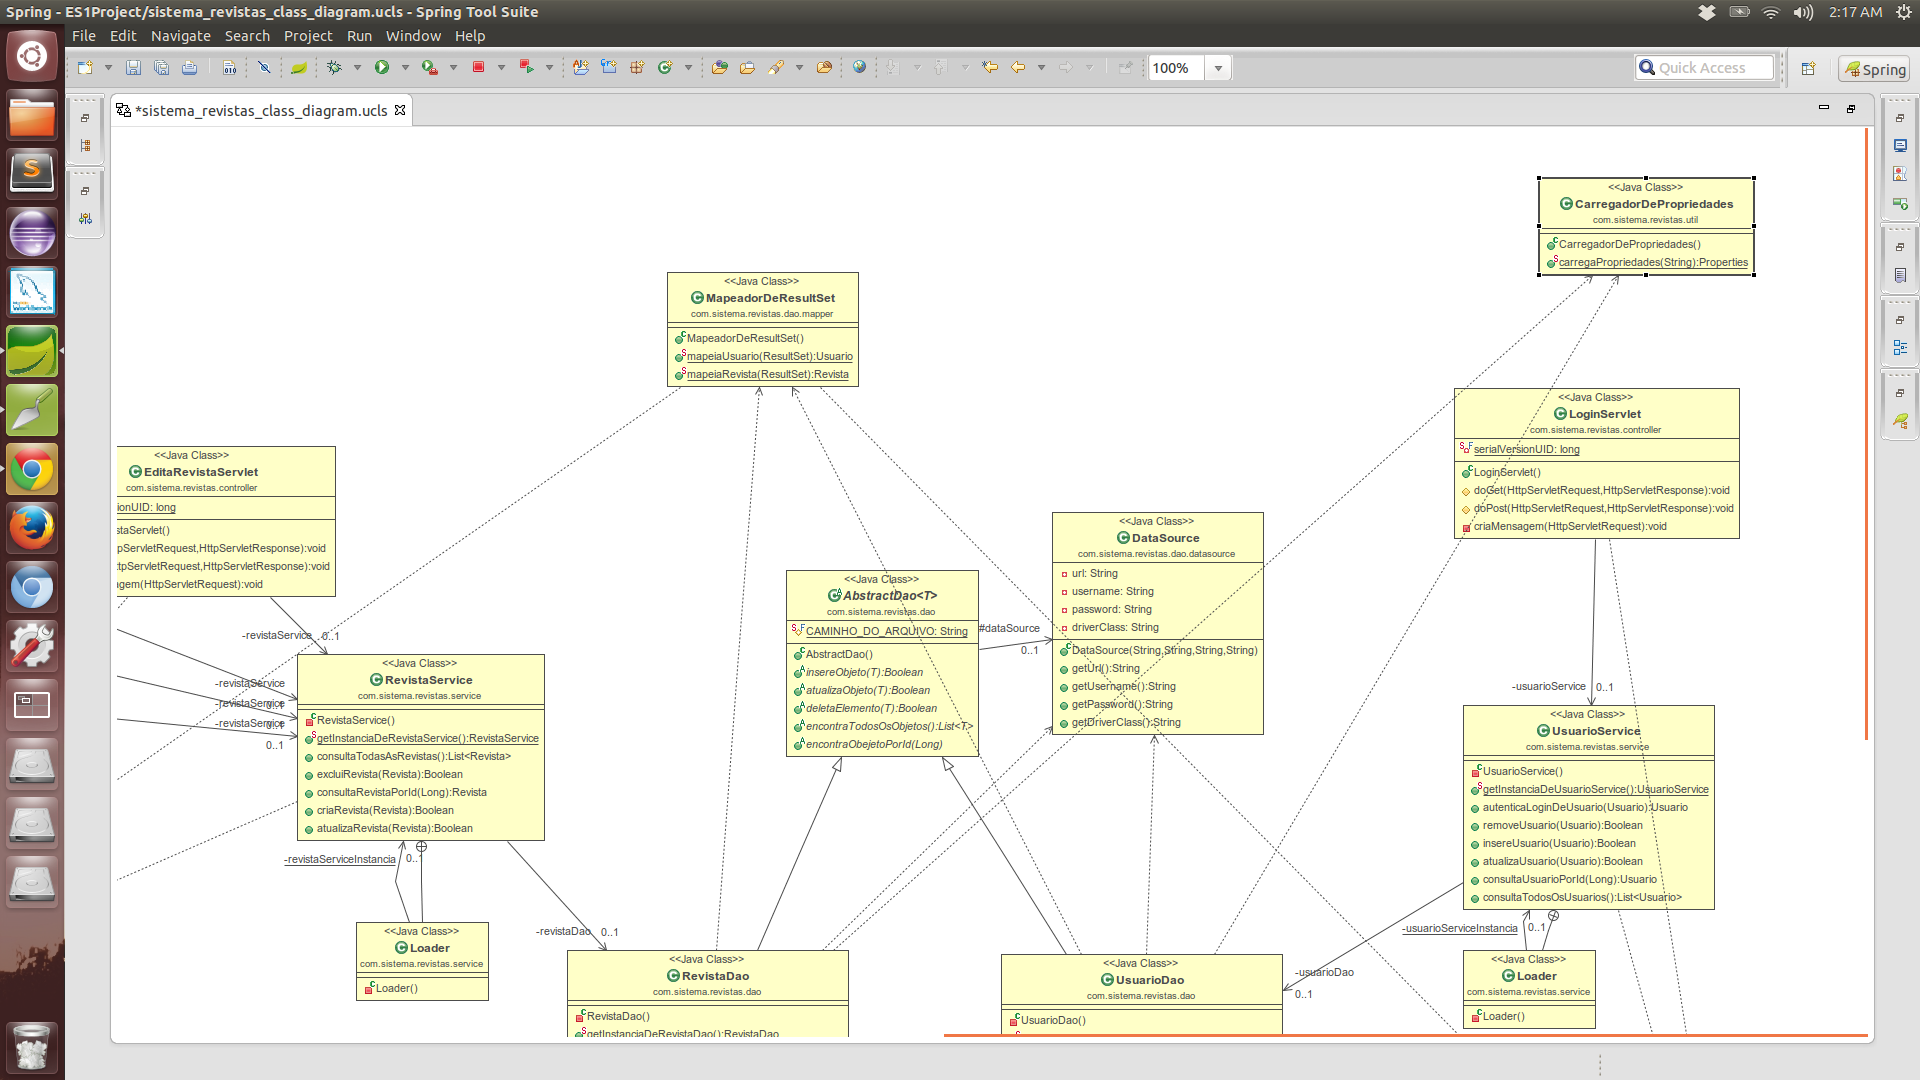 Spring - ES1Project/sistema_revistas_class_diagram.ucls - Spring Tool Suite
2:17 AM
File Edit Navigate Search Project Run Window Help
100%
Quick Access
Spring
*sistema_revistas_class_diagram.ucls
<<Java Class>>
CarregadorDePropriedades
com.sistema.revistas.util
CarregadorDePropriedades()
carregaPropriedades(String):Properties
<<Java Class>>
MapeadorDeResultSet
com.sistema.revistas.dao.mapper
MapeadorDeResultSet()
mapeiaUsuario(ResultSet):Usuario
mapeiaRevista(ResultSet):Revista
<<Java Class>>
LoginServlet
com.sistema.revistas.controller
serialVersionUID: long
LoginServlet()
doGet(HttpServletRequest,HttpServletResponse):void
doPost(HttpServletRequest,HttpServletResponse):void
criaMensagem(HttpServletRequest):void
<<Java Class>>
EditaRevistaServlet
com.sistema.revistas.controller
ionUID: long
staServlet()
tpServletRequest,HttpServletResponse):void
ttpServletRequest,HttpServletResponse):void
agem(HttpServletRequest):void
<<Java Class>>
DataSource
com.sistema.revistas.dao.datasource
url: String
username: String
password: String
driverClass: String
DataSource(String,String,String,String)
getUrl():String
getUsername():String
getPassword():String
getDriverClass():String
<<Java Class>>
AbstractDao<T>
com.sistema.revistas.dao
CAMINHO_DO_ARQUIVO: String
AbstractDao()
insereObjeto(T):Boolean
atualizaObjeto(T):Boolean
deletaElemento(T):Boolean
encontraTodosOsObjetos():List<T>
encontraObejetoPorId(Long)
#dataSource
0..1
-revistaService 0..1
-revistaService
0..1
-revistaService
0..1
-revistaService
0..1
<<Java Class>>
RevistaService
com.sistema.revistas.service
RevistaService()
getInstanciaDeRevistaService():RevistaService
consultaTodasAsRevistas():List<Revista>
excluiRevista(Revista):Boolean
consultaRevistaPorId(Long):Revista
criaRevista(Revista):Boolean
atualizaRevista(Revista):Boolean
-usuarioService 0..1
<<Java Class>>
UsuarioService
com.sistema.revistas.service
UsuarioService()
getInstanciaDeUsuarioService():UsuarioService
autenticaLoginDeUsuario(Usuario):Usuario
removeUsuario(Usuario):Boolean
insereUsuario(Usuario):Boolean
atualizaUsuario(Usuario):Boolean
consultaUsuarioPorId(Long):Usuario
consultaTodosOsUsuarios():List<Usuario>
-revistaServiceInstancia 0..1
<<Java Class>>
Loader
com.sistema.revistas.service
Loader()
-revistaDao 0..1
<<Java Class>>
RevistaDao
com.sistema.revistas.dao
RevistaDao()
getInstanciaDeRevistaDao():RevistaDao
<<Java Class>>
UsuarioDao
com.sistema.revistas.dao
UsuarioDao()
-usuarioDao
0..1
-usuarioServiceInstancia 0..1
<<Java Class>>
Loader
com.sistema.revistas.service
Loader()